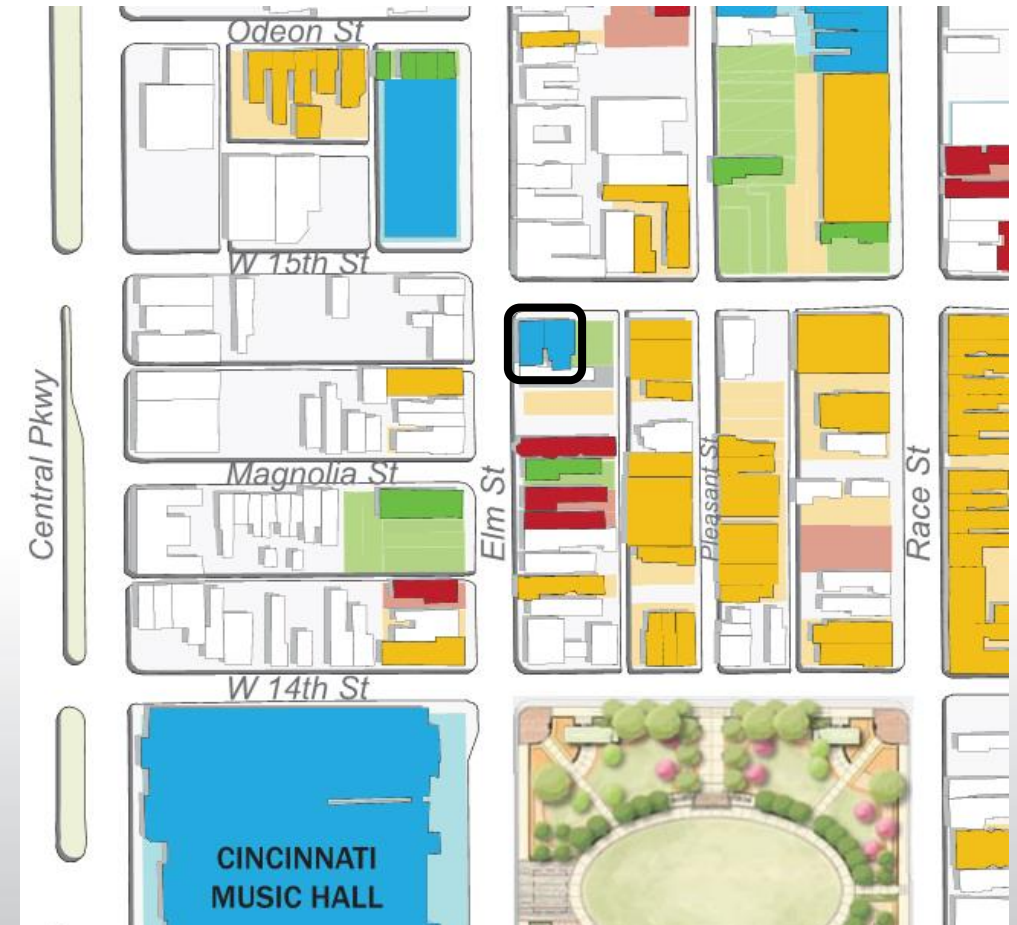 Odeon St
W 15th St
Central Pkwy
Magnolia St
Elm St
Pleasant St
Race St
W 14th St
CINCINNATI
MUSIC HALL